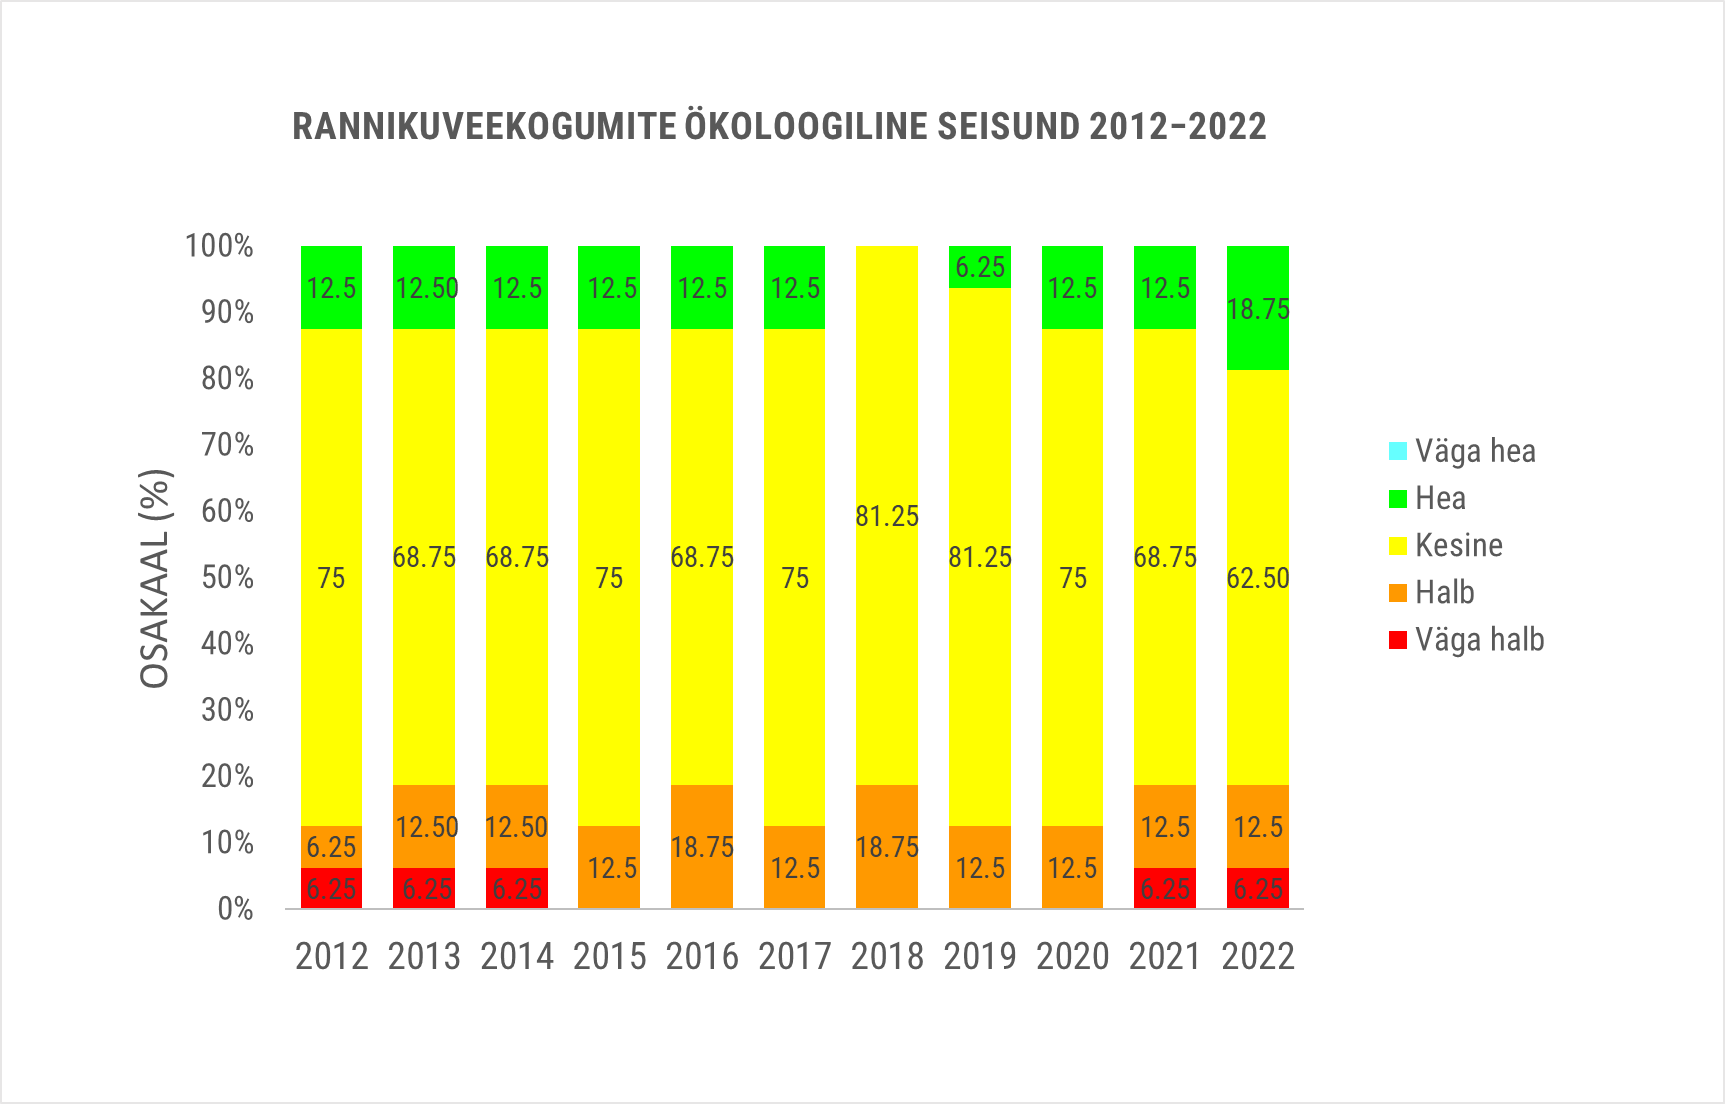 RANNIKUVEEKOGUMITE ÖKOLOOGILINE SEISUND 2012–2022
OSAKAAL (%)
100%
90%
80%
70%
60%
50%
40%
30%
20%
10%
0%
12.5 12.50 12.5 12.5 12.5 12.5 6.25 12.5 12.5 18.75
75 68.75 68.75 75 68.75 75 81.25 81.25 75 68.75 62.50
6.25 12.50 12.50 12.5 18.75 12.5 18.75 12.5 12.5 12.5 12.5
6.25 6.25 6.25 6.25 6.25
2012 2013 2014 2015 2016 2017 2018 2019 2020 2021 2022
Väga hea
Hea
Kesine
Halb
Väga halb